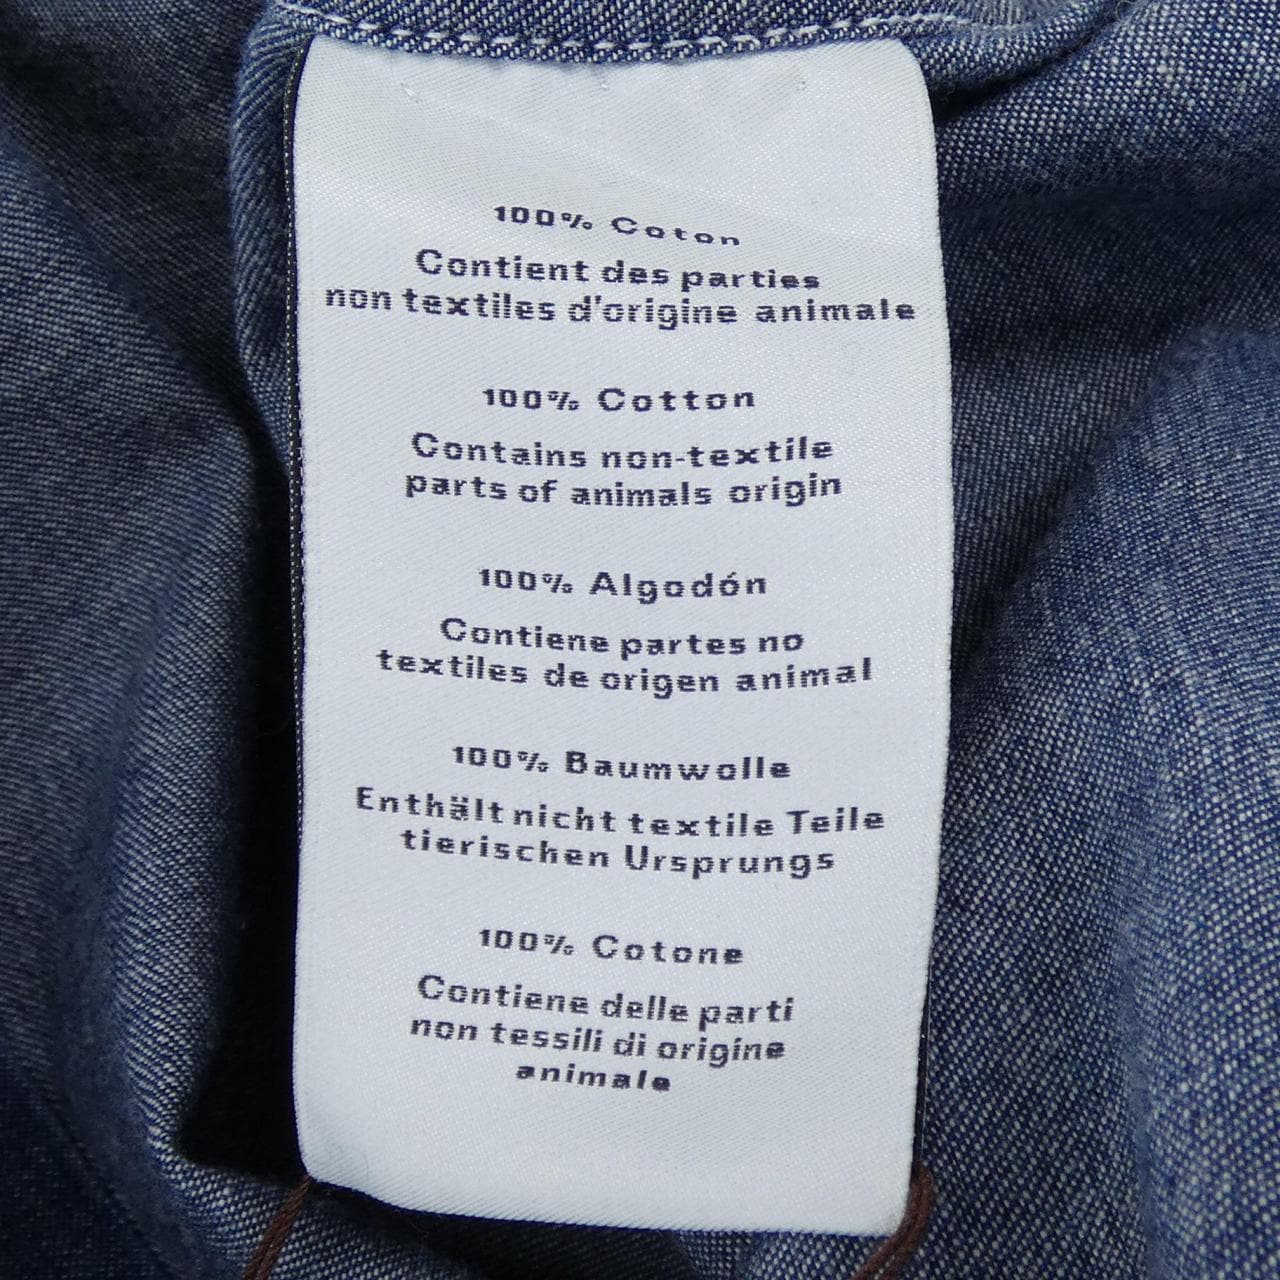 100% Coton
Contient des parties
non textiles d'origine animale
100% Cotton
Contains non-textile
parts of animals origin
100% Algodón
Contiene partes no
textiles de origen animal
100% Baumwolle
Enthält nicht textile Teile
tierischen Ursprungs
100% Cotone
Contiene delle parti
non tessili di origine
animale